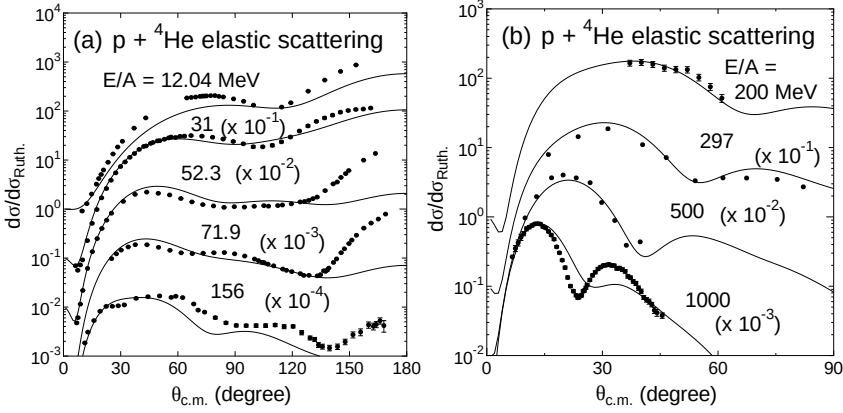 (a) p + ⁴He elastic scattering
E/A = 12.04 MeV
31 (x 10⁻¹)
52.3 (x 10⁻²)
71.9 (x 10⁻³)
156 (x 10⁻⁴)
dσ/dσRuth.
10⁴
10³
10²
10¹
10⁰
10⁻¹
10⁻²
10⁻³
0 30 60 90 120 150 180
θc.m. (degree)
(b) p + ⁴He elastic scattering
E/A =
200 MeV
297 (x 10⁻¹)
500 (x 10⁻²)
1000
(x 10⁻³)
dσ/dσRuth.
10³
10²
10¹
10⁰
10⁻¹
10⁻²
0 30 60 90
θc.m. (degree)